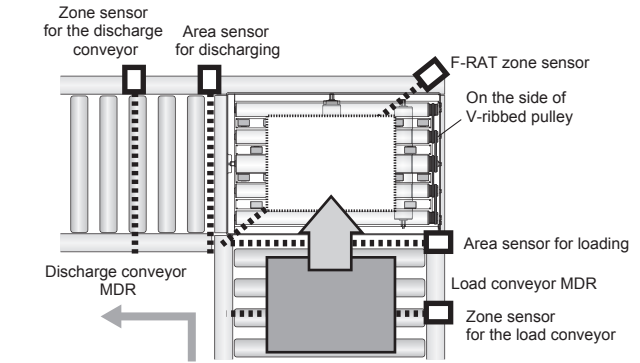 Zone sensor
for the discharge
conveyor
Area sensor
for discharging
F-RAT zone sensor
On the side of
V-ribbed pulley
Area sensor for loading
Discharge conveyor
MDR
Load conveyor MDR
Zone sensor
for the load conveyor